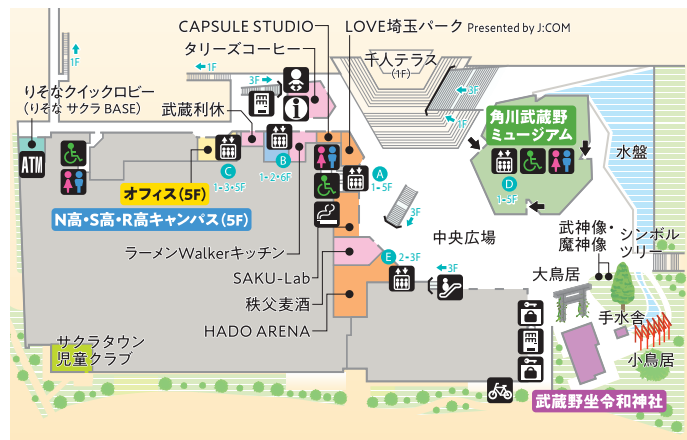 CAPSULE STUDIO
LOVE埼玉パーク Presented by J:COM
タリーズコーヒー
千人テラス
(1F)
1F
←1F
3F→
←3F
1F
りそなクイックロビー
(りそな サクラ BASE)
武蔵利休
角川武蔵野
ミュージアム
水盤
ATM
オフィス(5F)
C
1·3·5F
B
1·2·6F
A
1·5F
D
1·5F
N高・S高・R高キャンパス(5F)
3F
ラーメンWalkerキッチン
中央広場
武神像・
魔神像
シンボル
ツリー
SAKU-Lab
E
2·3F
←3F
大鳥居
秩父麦酒
HADO ARENA
手水舎
サクラタウン
児童クラブ
小鳥居
武蔵野坐令和神社